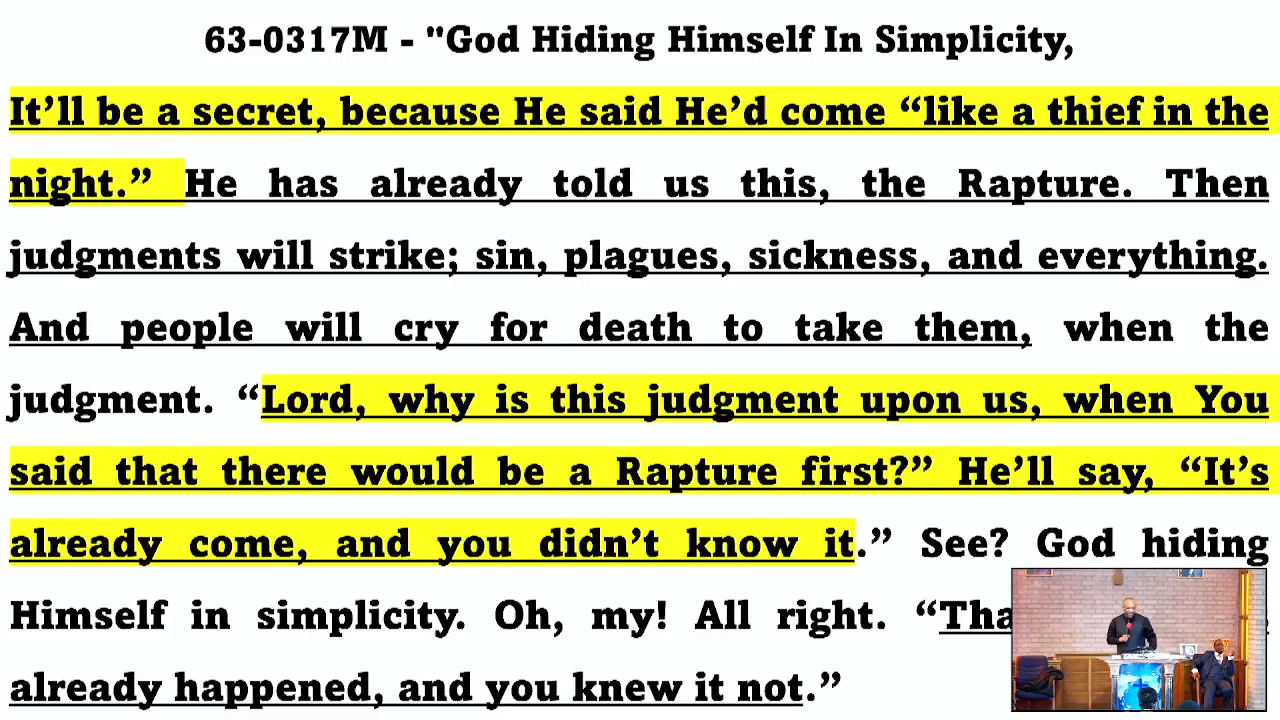 63-0317M - "God Hiding Himself In Simplicity,
It’ll be a secret, because He said He’d come “like a thief in the
night.” He has already told us this, the Rapture. Then
judgments will strike; sin, plagues, sickness, and everything.
And people will cry for death to take them, when the
judgment. “Lord, why is this judgment upon us, when You
said that there would be a Rapture first?” He’ll say, “It’s
already come, and you didn’t know it.” See? God hiding
Himself in simplicity. Oh, my! All right.
already happened, and you knew it not.”